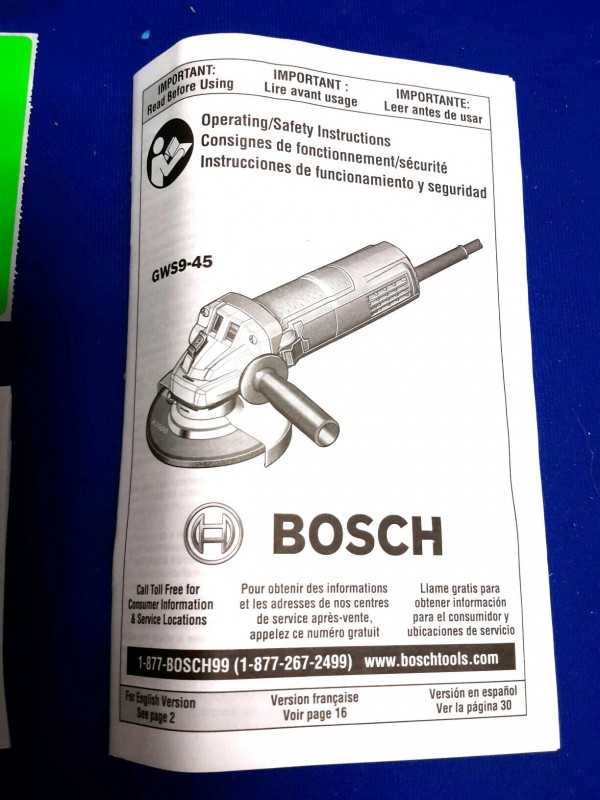 IMPORTANT:
Read Before Using
IMPORTANT :
Lire avant usage
IMPORTANTE:
Leer antes de usar
Operating/Safety Instructions
Consignes de fonctionnement/sécurité
Instrucciones de funcionamiento y seguridad
GWS9-45
BOSCH
Call Toll Free for
Consumer Information
& Service Locations
Pour obtenir des informations
et les adresses de nos centres
de service après-vente,
appelez ce numéro gratuit
Llame gratis para
obtener información
para el consumidor y
ubicaciones de servicio
1-877-BOSCH99 (1-877-267-2499) www.boschtools.com
For English Version
See page 2
Version française
Voir page 16
Versión en español
Ver la página 30